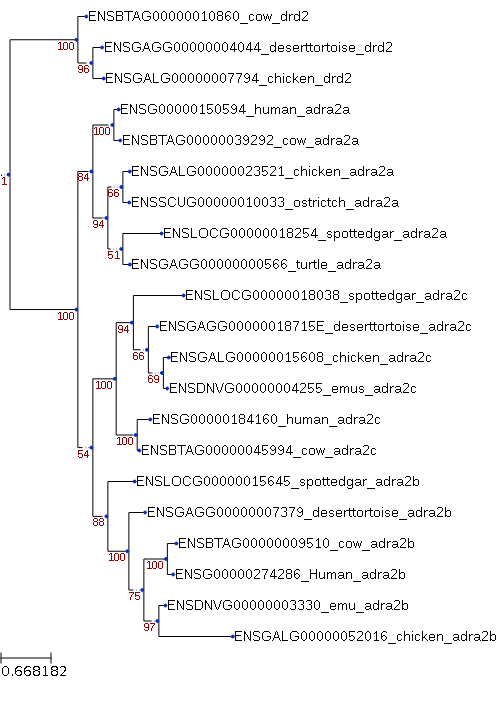 ENSBTAG00000010860_cow_drd2
100
ENSGAGG00000004044_deserttortoise_drd2
96
ENSGALG00000007794_chicken_drd2
ENSG00000150594_human_adra2a
100
ENSBTAG00000039292_cow_adra2a
84
ENSGALG00000023521_chicken_adra2a
1
66
ENSSCUG00000010033_ostrictch_adra2a
94
ENSLOCG00000018254_spottedgar_adra2a
51
ENSGAGG00000000566_turtle_adra2a
ENSLOCG00000018038_spottedgar_adra2c
100
94
ENSGAGG00000018715E_deserttortoise_adra2c
66
ENSGALG00000015608_chicken_adra2c
69
100
ENSDNVG00000004255_emus_adra2c
ENSG00000184160_human_adra2c
100
ENSBTAG00000045994_cow_adra2c
54
ENSLOCG00000015645_spottedgar_adra2b
88
ENSGAGG00000007379_deserttortoise_adra2b
ENSBTAG00000009510_cow_adra2b
100
100
ENSG00000274286_Human_adra2b
75
ENSDNVG00000003330_emu_adra2b
97
ENSGALG00000052016_chicken_adra2b
0.668182